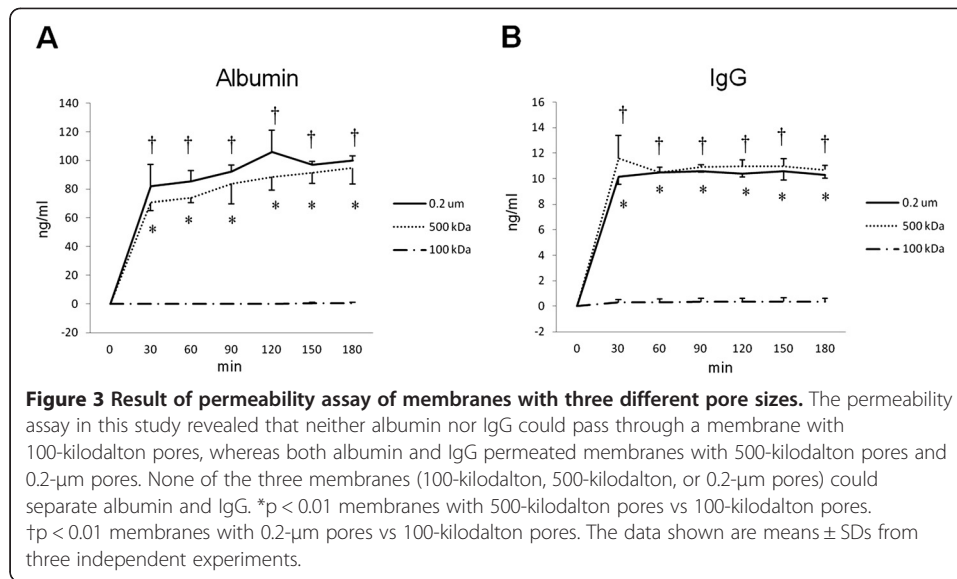 A
Albumin
140
120
100
80
60
40
20
0
-20
ng/ml
0 30 60 90 120 150 180
min
† † † † † †
* * * * * *
0.2 um
500 kDa
100 kDa
B
IgG
16
14
12
10
8
6
4
2
0
-2
ng/ml
0 30 60 90 120 150 180
min
† † † † † †
* * * * * *
0.2 um
500 kDa
100 kDa
Figure 3 Result of permeability assay of membranes with three different pore sizes. The permeability
assay in this study revealed that neither albumin nor IgG could pass through a membrane with
100-kilodalton pores, whereas both albumin and IgG permeated membranes with 500-kilodalton pores and
0.2-μm pores. None of the three membranes (100-kilodalton, 500-kilodalton, or 0.2-μm pores) could
separate albumin and IgG. *p < 0.01 membranes with 500-kilodalton pores vs 100-kilodalton pores.
†p < 0.01 membranes with 0.2-μm pores vs 100-kilodalton pores. The data shown are means ± SDs from
three independent experiments.